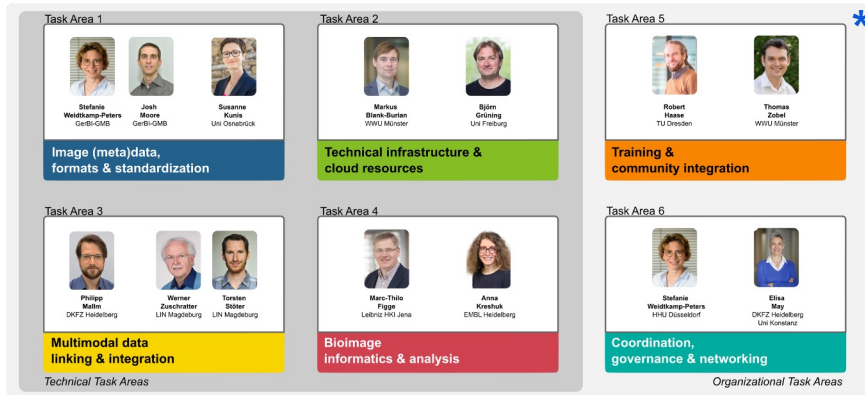 Task Area 1
Stefanie
Weidtkamp-Peters
GerBI-GMB
Josh
Moore
GerBI-GMB
Susanne
Kunis
Uni Osnabrück
Image (meta)data,
formats & standardization
Task Area 2
Markus
Blank-Burian
WWU Münster
Björn
Grüning
Uni Freiburg
Technical infrastructure &
cloud resources
Task Area 5
Robert
Haase
TU Dresden
Thomas
Zobel
WWU Münster
Training &
community integration
*
Task Area 3
Philipp
Mallm
DKFZ Heidelberg
Werner
Zuschratter
LIN Magdeburg
Torsten
Stöter
LIN Magdeburg
Multimodal data
linking & integration
Task Area 4
Marc-Thilo
Figge
Leibniz HKI Jena
Anna
Kreshuk
EMBL Heidelberg
Bioimage
informatics & analysis
Task Area 6
Stefanie
Weidtkamp-Peters
HHU Düsseldorf
Elisa
May
DKFZ Heidelberg
Uni Konstanz
Coordination,
governance & networking
Technical Task Areas
Organizational Task Areas